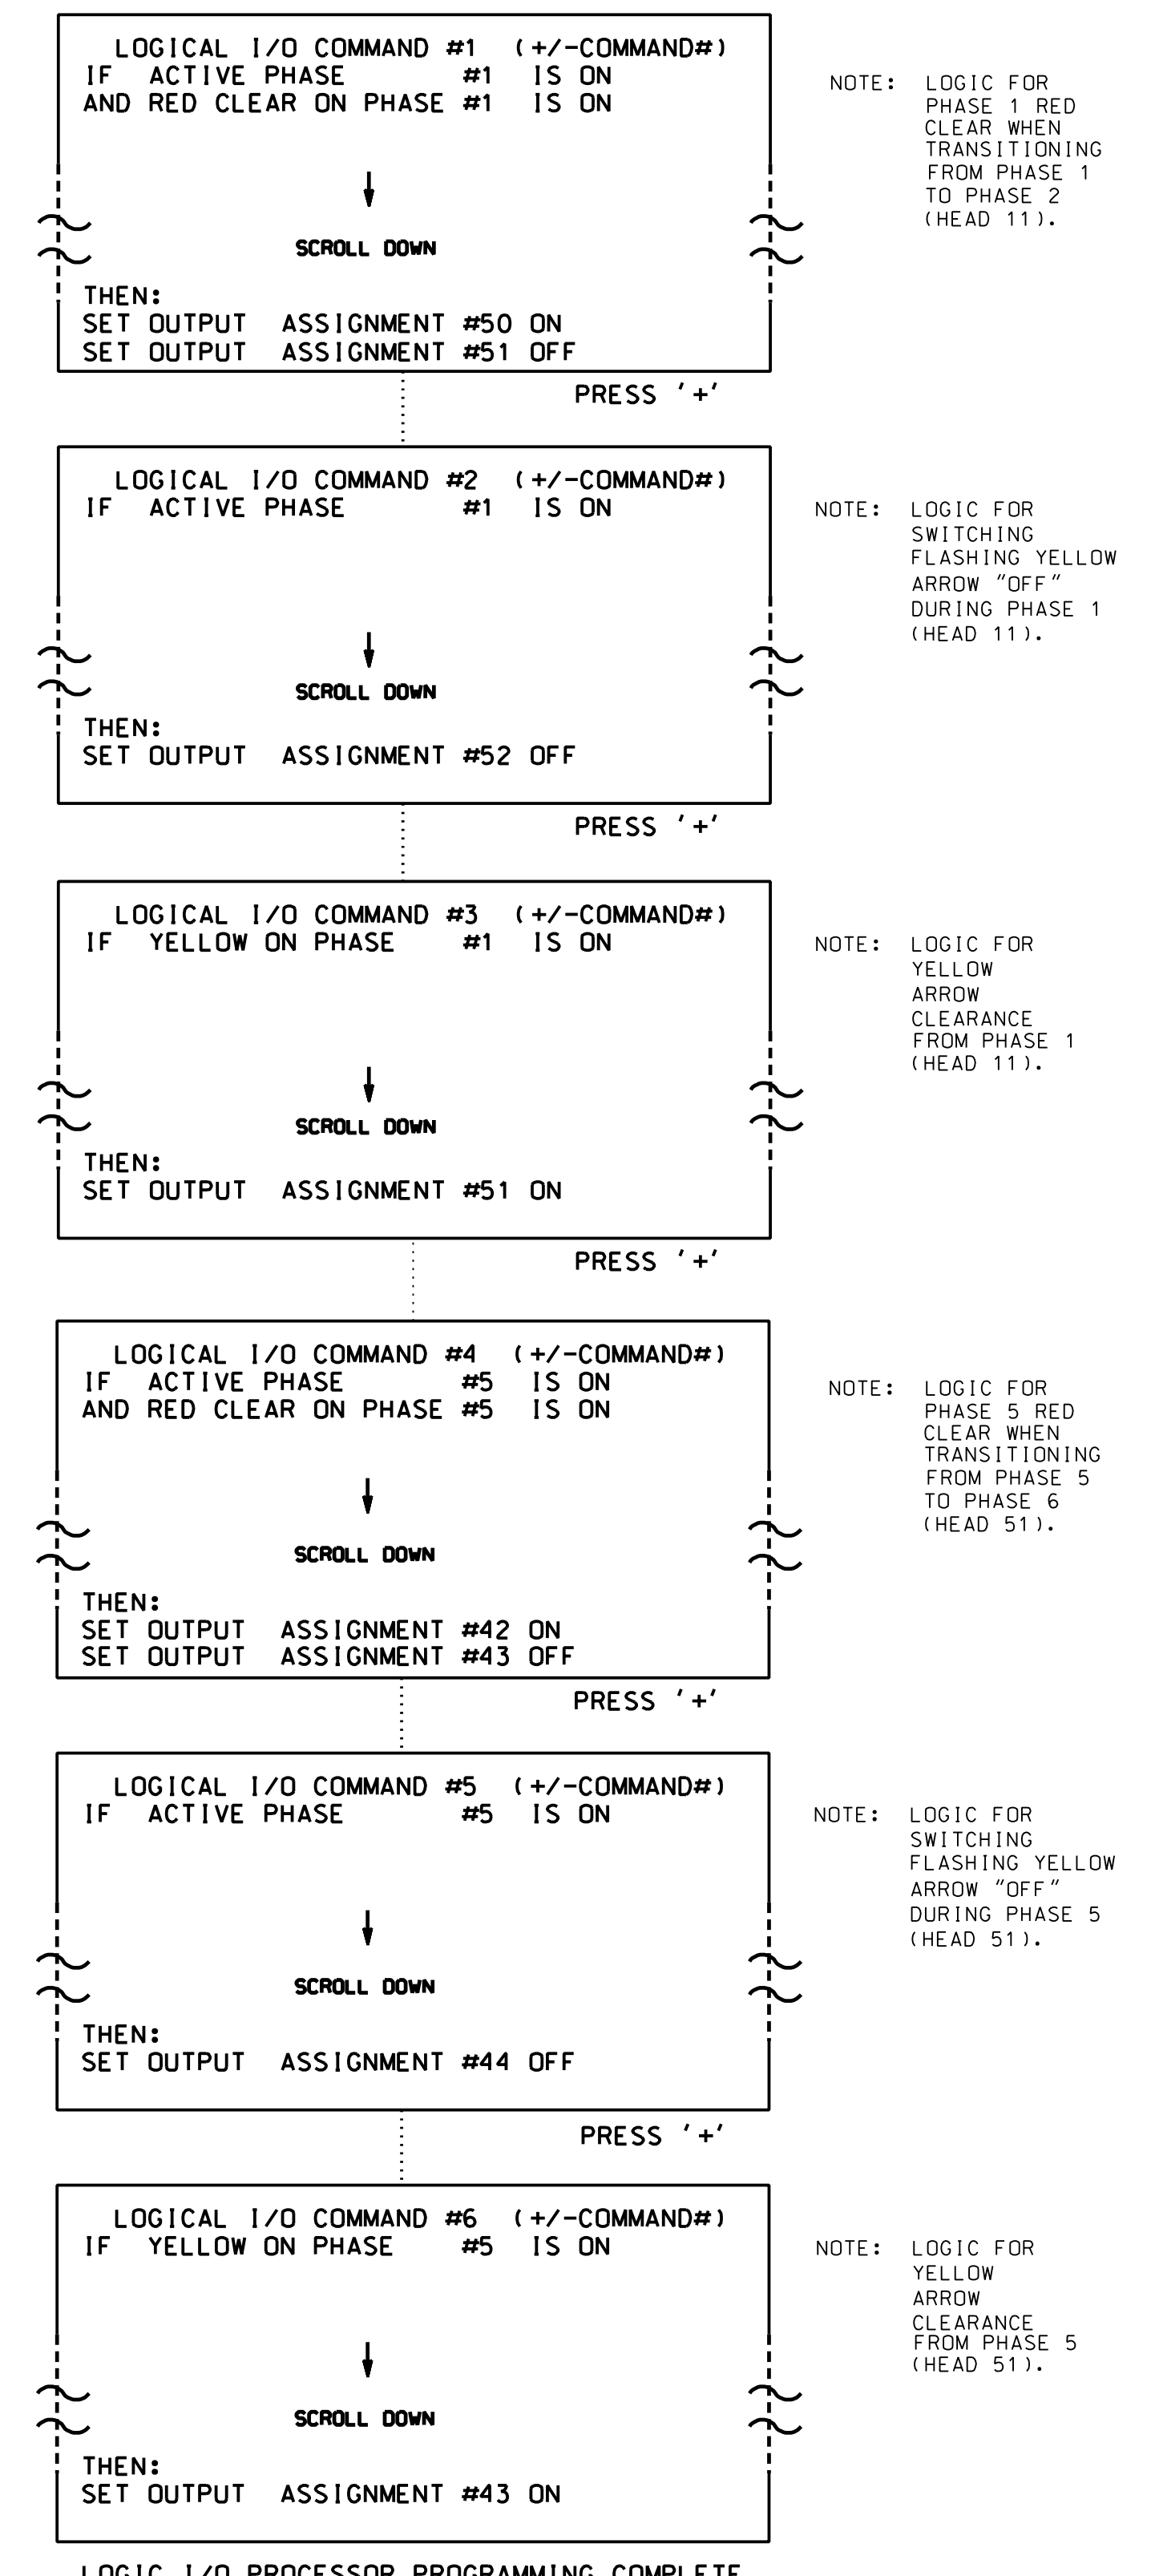 LOGICAL I/O COMMAND #1 (+/-COMMAND#)
IF ACTIVE PHASE #1 IS ON
AND RED CLEAR ON PHASE #1 IS ON
SCROLL DOWN
THEN:
SET OUTPUT ASSIGNMENT #50 ON
SET OUTPUT ASSIGNMENT #51 OFF
NOTE: LOGIC FOR
PHASE 1 RED
CLEAR WHEN
TRANSITIONING
FROM PHASE 1
TO PHASE 2
(HEAD 11).
PRESS '+'
LOGICAL I/O COMMAND #2 (+/-COMMAND#)
IF ACTIVE PHASE #1 IS ON
SCROLL DOWN
THEN:
SET OUTPUT ASSIGNMENT #52 OFF
NOTE: LOGIC FOR
SWITCHING
FLASHING YELLOW
ARROW "OFF"
DURING PHASE 1
(HEAD 11).
PRESS '+'
LOGICAL I/O COMMAND #3 (+/-COMMAND#)
IF YELLOW ON PHASE #1 IS ON
SCROLL DOWN
THEN:
SET OUTPUT ASSIGNMENT #51 ON
NOTE: LOGIC FOR
YELLOW
ARROW
CLEARANCE
FROM PHASE 1
(HEAD 11).
PRESS '+'
LOGICAL I/O COMMAND #4 (+/-COMMAND#)
IF ACTIVE PHASE #5 IS ON
AND RED CLEAR ON PHASE #5 IS ON
SCROLL DOWN
THEN:
SET OUTPUT ASSIGNMENT #42 ON
SET OUTPUT ASSIGNMENT #43 OFF
NOTE: LOGIC FOR
PHASE 5 RED
CLEAR WHEN
TRANSITIONING
FROM PHASE 5
TO PHASE 6
(HEAD 51).
PRESS '+'
LOGICAL I/O COMMAND #5 (+/-COMMAND#)
IF ACTIVE PHASE #5 IS ON
SCROLL DOWN
THEN:
SET OUTPUT ASSIGNMENT #44 OFF
NOTE: LOGIC FOR
SWITCHING
FLASHING YELLOW
ARROW "OFF"
DURING PHASE 5
(HEAD 51).
PRESS '+'
LOGICAL I/O COMMAND #6 (+/-COMMAND#)
IF YELLOW ON PHASE #5 IS ON
SCROLL DOWN
THEN:
SET OUTPUT ASSIGNMENT #43 ON
NOTE: LOGIC FOR
YELLOW
ARROW
CLEARANCE
FROM PHASE 5
(HEAD 51).
LOGIC I/O PROCESSOR PROGRAMMING COMPLETE